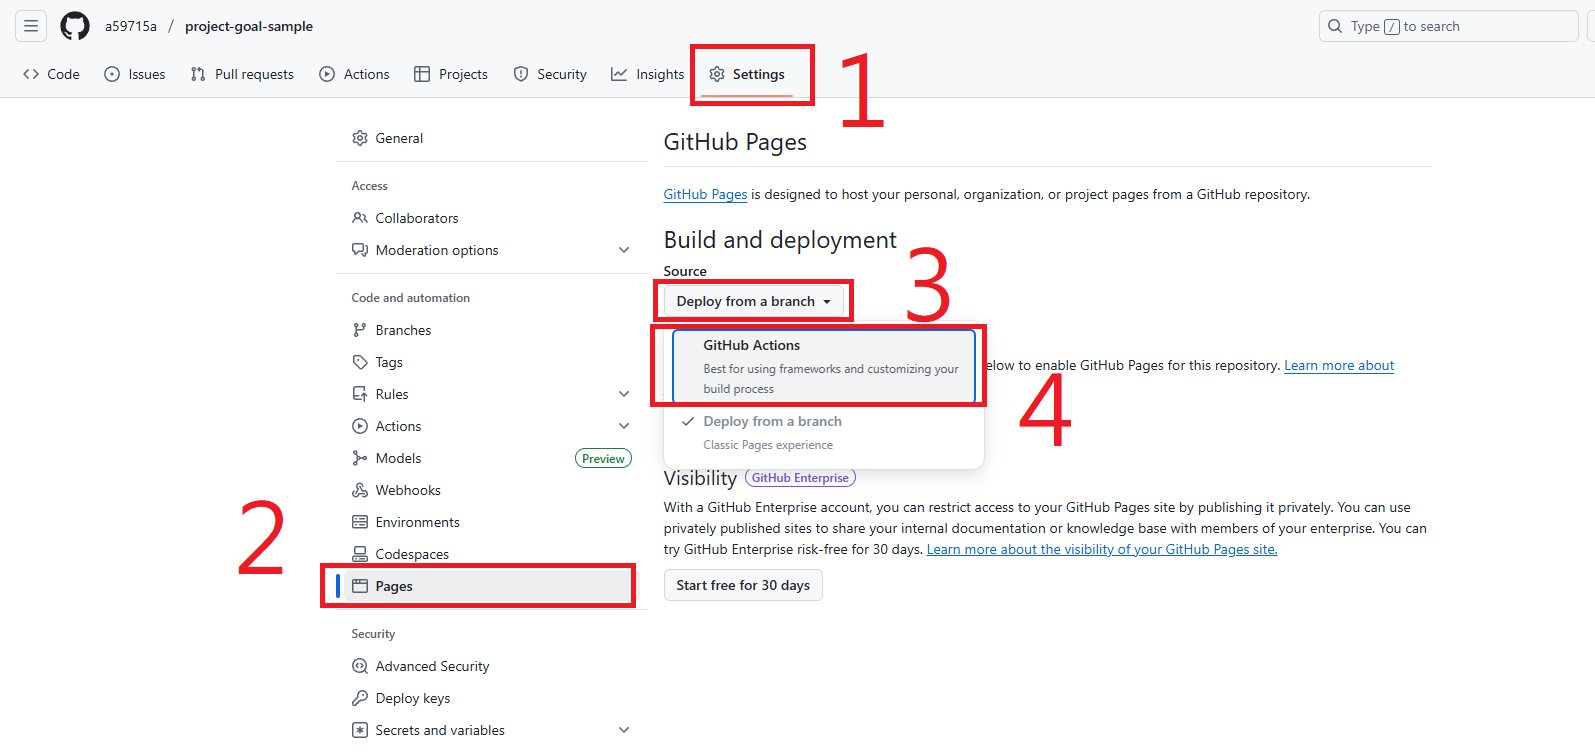 a59715a / project-goal-sample
Type / to search
Code
Issues
Pull requests
Actions
Projects
Security
Insights
Settings
1
General
Access
Collaborators
Moderation options
Code and automation
Branches
Tags
Rules
Actions
Models Preview
Webhooks
Environments
Codespaces
2
Pages
Security
Advanced Security
Deploy keys
Secrets and variables
GitHub Pages
GitHub Pages is designed to host your personal, organization, or project pages from a GitHub repository.
Build and deployment
Source
Deploy from a branch
3
GitHub Actions
Best for using frameworks and customizing your
build process
elow to enable GitHub Pages for this repository. Learn more about
4
Deploy from a branch
Classic Pages experience
Visibility GitHub Enterprise
With a GitHub Enterprise account, you can restrict access to your GitHub Pages site by publishing it privately. You can use
privately published sites to share your internal documentation or knowledge base with members of your enterprise. You can
try GitHub Enterprise risk-free for 30 days. Learn more about the visibility of your GitHub Pages site.
Start free for 30 days